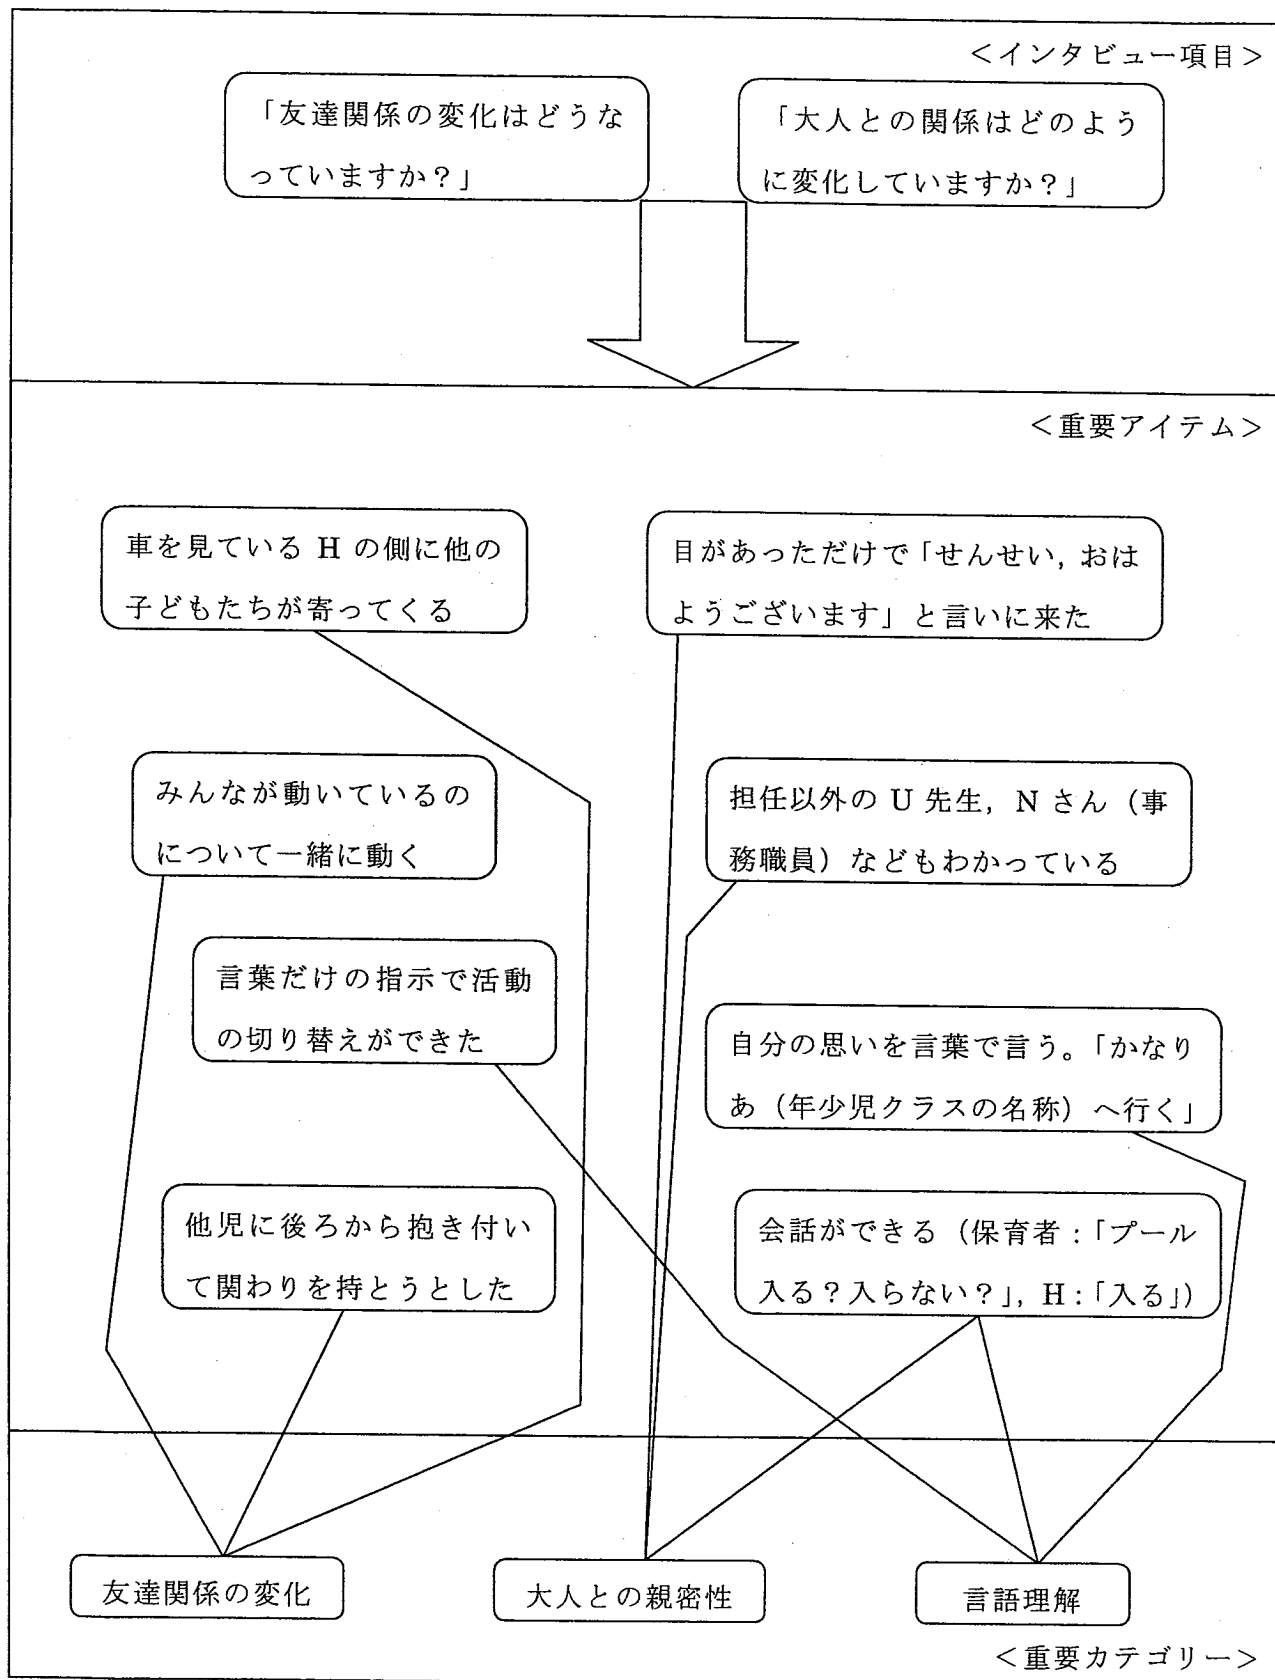 ＜インタビュー項目＞
「友達関係の変化はどうな
っていますか？」
「大人との関係はどのよう
に変化していますか？」
＜重要アイテム＞
車を見ている H の側に他の
子どもたちが寄ってくる
目があっただけで「せんせい, おは
ようございます」と言いに来た
みんなが動いているの
について一緒に動く
担任以外の U 先生, N さん（事
務職員）などもわかっている
言葉だけの指示で活動
の切り替えができた
自分の思いを言葉で言う。「かなり
あ（年少児クラスの名称）へ行く」
他児に後ろから抱き付い
て関わりを持とうとした
会話ができる（保育者：「プール
入る？入らない？」, H：「入る」）
友達関係の変化
大人との親密性
言語理解
＜重要カテゴリー＞